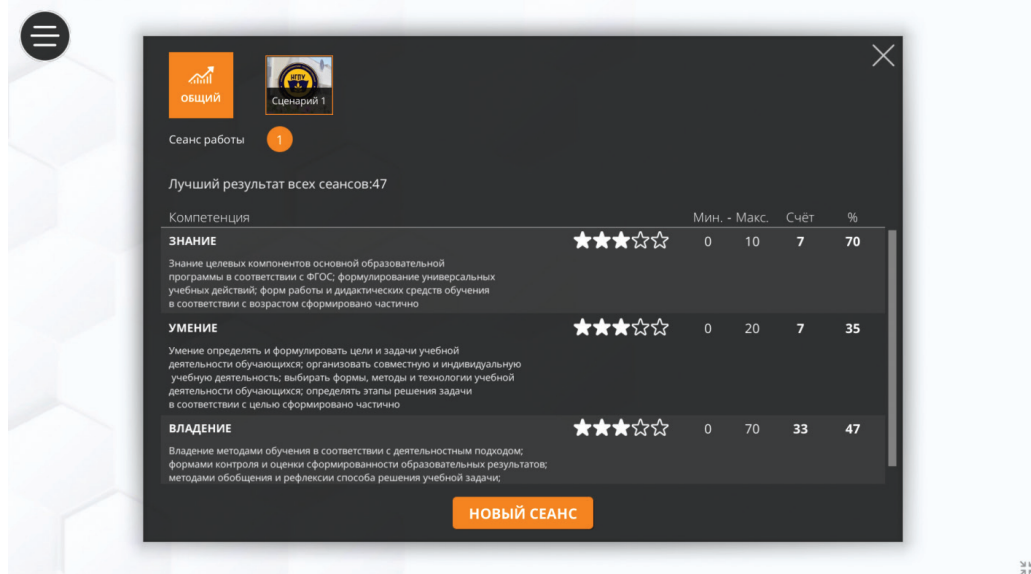 ОБЩИЙ
НГПУ
Сценарий 1
Сеанс работы 1
Лучший результат всех сеансов:47
Компетенция Мин. - Макс. Счёт %
ЗНАНИЕ 0 10 7 70
Знание целевых компонентов основной образовательной
программы в соответствии с ФГОС; формулирование универсальных
учебных действий; форм работы и дидактических средств обучения
в соответствии с возрастом сформировано частично
УМЕНИЕ 0 20 7 35
Умение определять и формулировать цели и задачи учебной
деятельности обучающихся; организовать совместную и индивидуальную
учебную деятельность; выбирать формы, методы и технологии учебной
деятельности обучающихся; определять этапы решения задачи
в соответствии с целью сформировано частично
ВЛАДЕНИЕ 0 70 33 47
Владение методами обучения в соответствии с деятельностным подходом;
формами контроля и оценки сформированности образовательных результатов;
методами обобщения и рефлексии способа решения учебной задачи;
НОВЫЙ СЕАНС